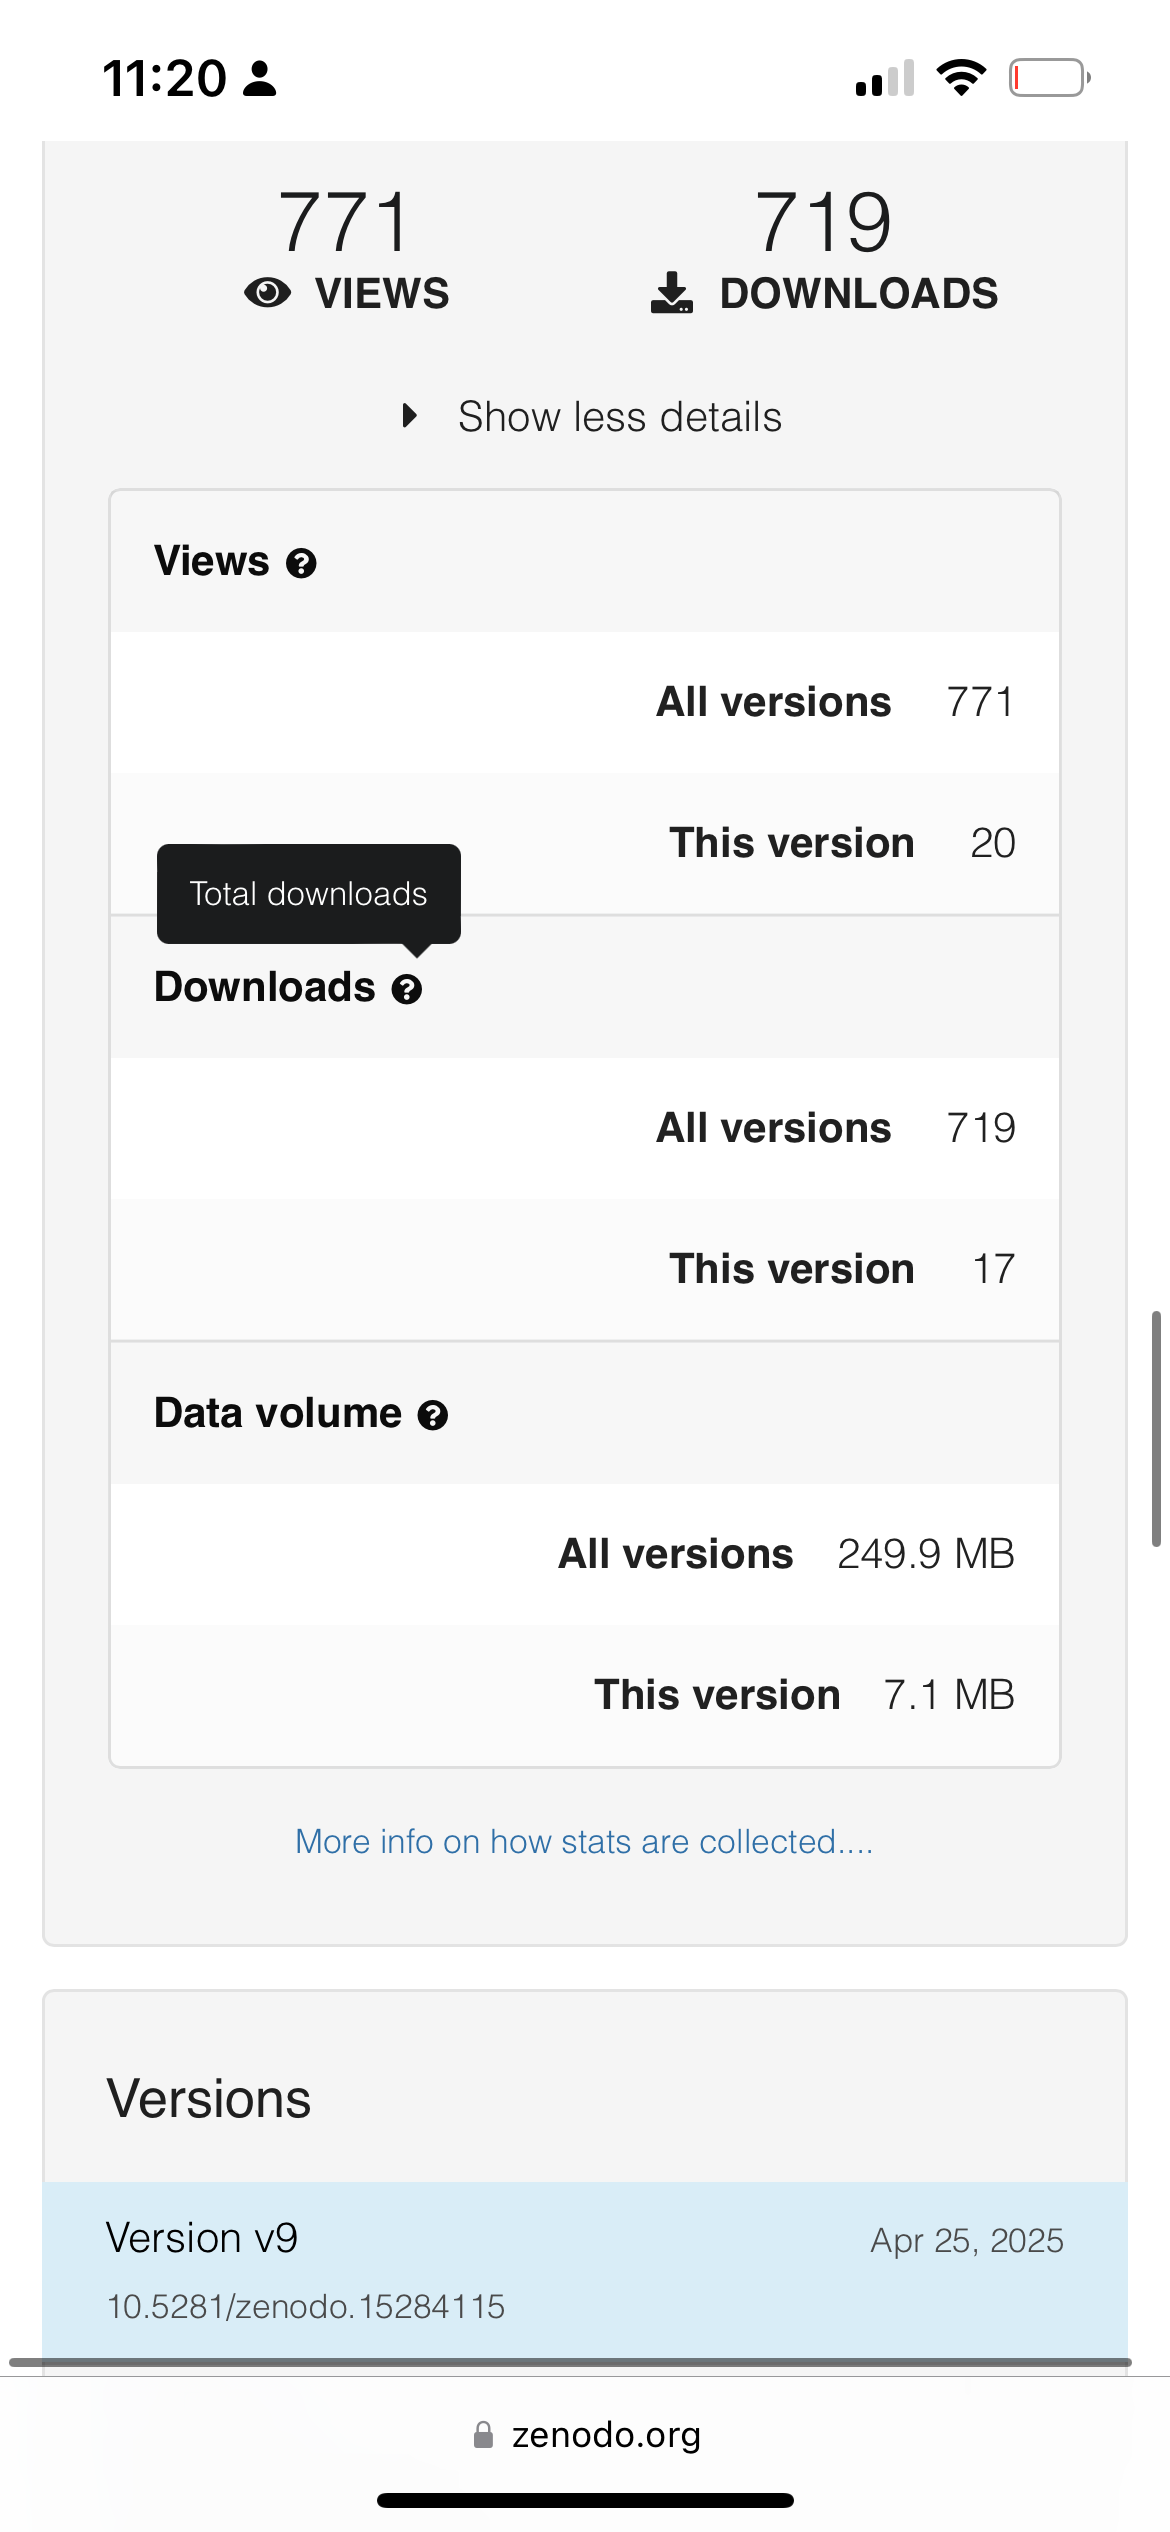 11:20
771
VIEWS
719
DOWNLOADS
Show less details
Views
All versions 771
This version 20
Total downloads
Downloads
All versions 719
This version 17
Data volume
All versions 249.9 MB
This version 7.1 MB
More info on how stats are collected....
Versions
Version v9 Apr 25, 2025
10.5281/zenodo.15284115
zenodo.org